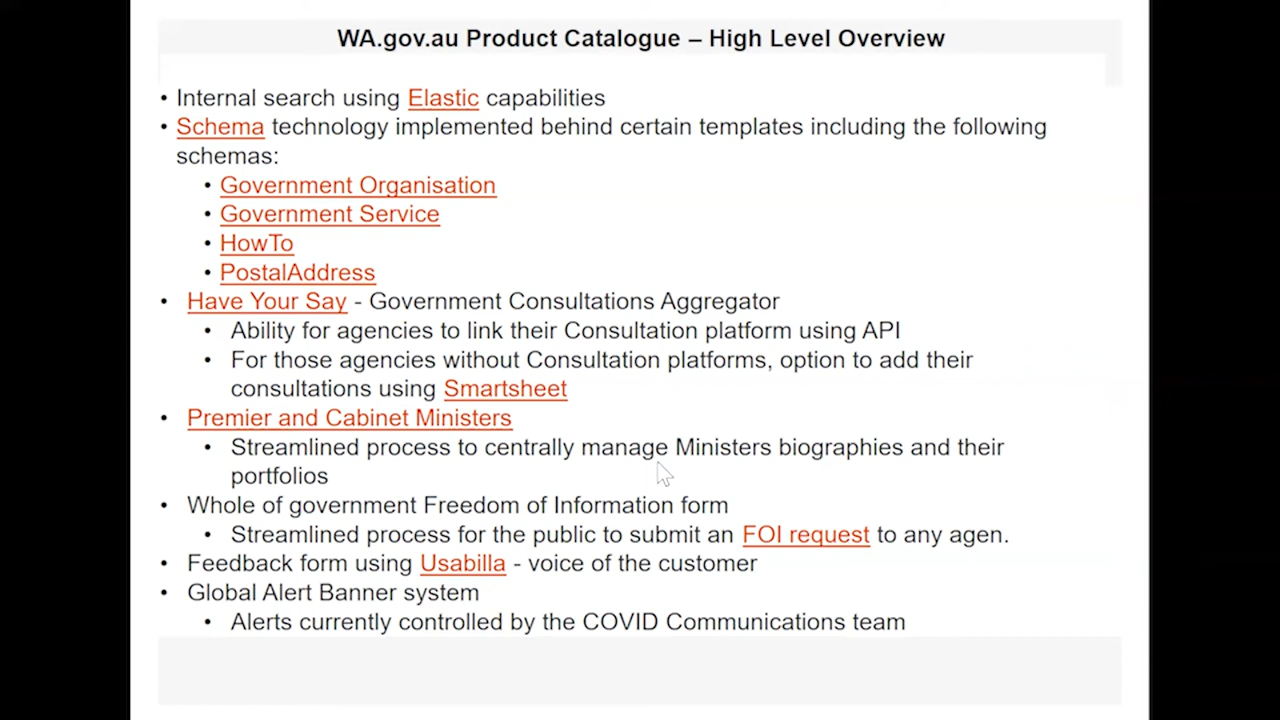 WA.gov.au Product Catalogue – High Level Overview
• Internal search using Elastic capabilities
• Schema technology implemented behind certain templates including the following
schemas:
• Government Organisation
• Government Service
• HowTo
• PostalAddress
• Have Your Say - Government Consultations Aggregator
• Ability for agencies to link their Consultation platform using API
• For those agencies without Consultation platforms, option to add their
consultations using Smartsheet
• Premier and Cabinet Ministers
• Streamlined process to centrally manage Ministers biographies and their
portfolios
• Whole of government Freedom of Information form
• Streamlined process for the public to submit an FOI request to any agen.
• Feedback form using Usabilla - voice of the customer
• Global Alert Banner system
• Alerts currently controlled by the COVID Communications team